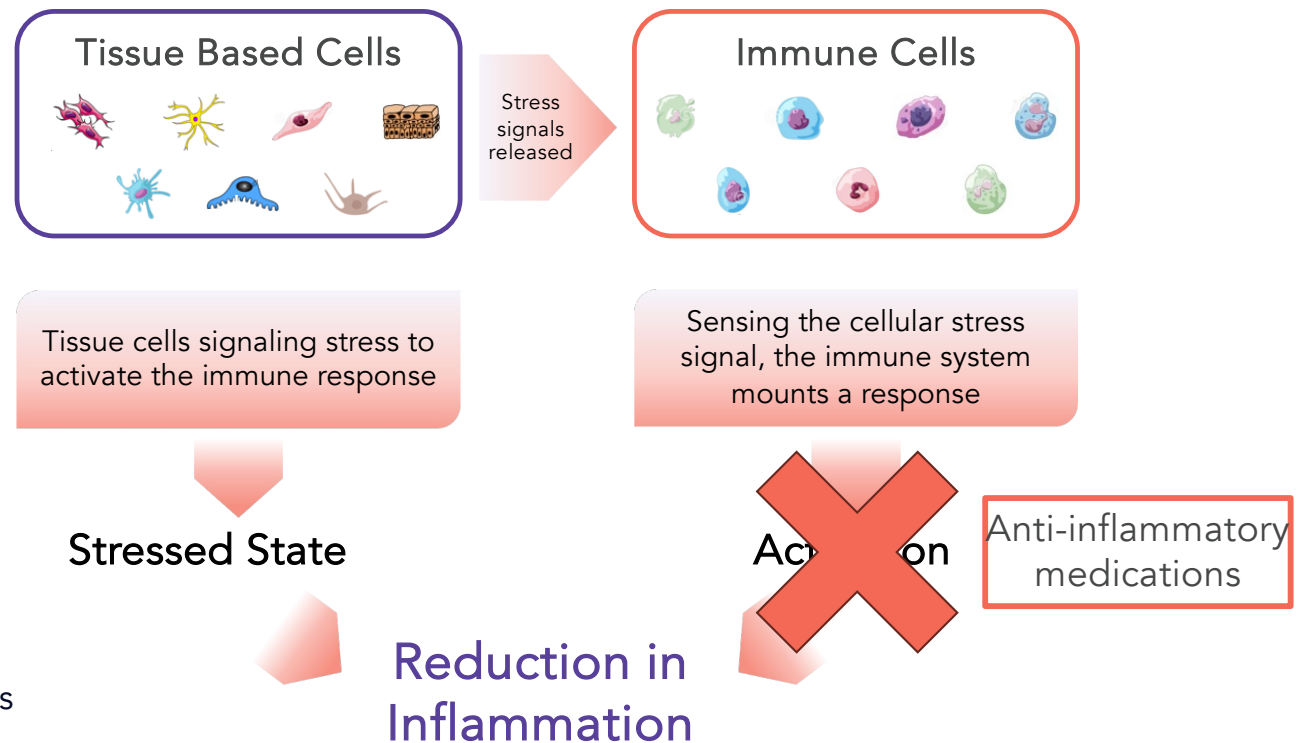 Tissue Based Cells
Stress
signals
released
Immune Cells
Tissue cells signaling stress to
activate the immune response
Sensing the cellular stress
signal, the immune system
mounts a response
Stressed State
Anti-inflammatory
medications
Reduction in
Inflammation
s